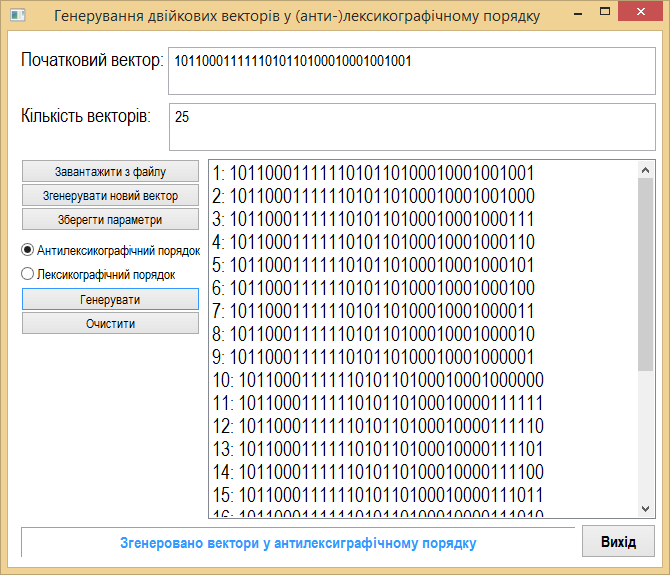 Генерування двійкових векторів у (анти-)лексикографічному порядку
Початковий вектор:
1011000111111010110100010001001001
Кількість векторів:
25
Завантажити з файлу
Згенерувати новий вектор
Зберегти параметри
Антилексикографічний порядок
Лексикографічний порядок
Генерувати
Очистити
1: 1011000111111010110100010001001001
2: 1011000111111010110100010001001000
3: 1011000111111010110100010001000111
4: 1011000111111010110100010001000110
5: 1011000111111010110100010001000101
6: 1011000111111010110100010001000100
7: 1011000111111010110100010001000011
8: 1011000111111010110100010001000010
9: 1011000111111010110100010001000001
10: 1011000111111010110100010001000000
11: 1011000111111010110100010000111111
12: 1011000111111010110100010000111110
13: 1011000111111010110100010000111101
14: 1011000111111010110100010000111100
15: 1011000111111010110100010000111011
16: 1011000111111010110100010000111010
Згенеровано вектори у антилексиграфічному порядку
Вихід